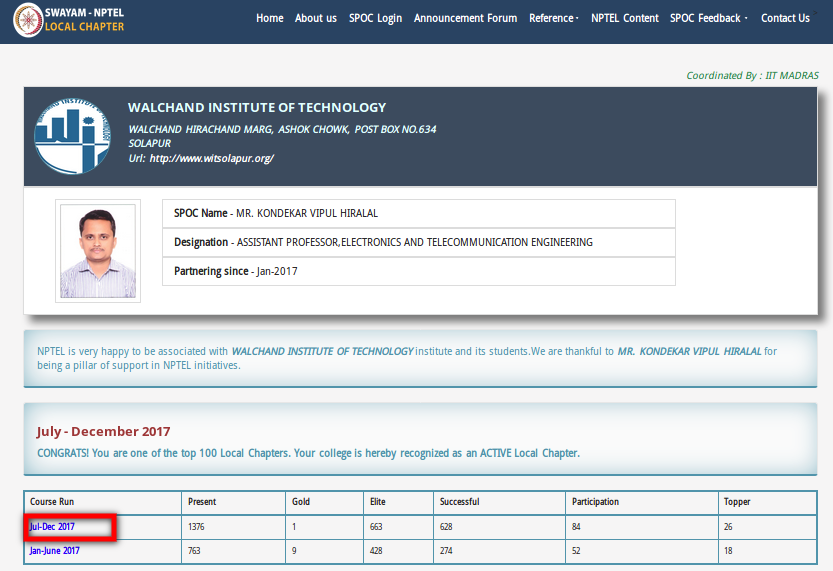 SWAYAM - NPTEL
LOCAL CHAPTER
Home About us SPOC Login Announcement Forum Reference NPTEL Content SPOC Feedback Contact Us
Coordinated By : IIT MADRAS
WALCHAND INSTITUTE OF TECHNOLOGY
WALCHAND HIRACHAND MARG, ASHOK CHOWK, POST BOX NO.634
SOLAPUR
Url: http://www.witsolapur.org/
SPOC Name - MR. KONDEKAR VIPUL HIRALAL
Designation - ASSISTANT PROFESSOR,ELECTRONICS AND TELECOMMUNICATION ENGINEERING
Partnering since - Jan-2017
NPTEL is very happy to be associated with WALCHAND INSTITUTE OF TECHNOLOGY institute and its students.We are thankful to MR. KONDEKAR VIPUL HIRALAL for
being a pillar of support in NPTEL initiatives.
July - December 2017
CONGRATS! You are one of the top 100 Local Chapters. Your college is hereby recognized as an ACTIVE Local Chapter.
Course Run Present Gold Elite Successful Participation Topper
Jul-Dec 2017 1376 1 663 628 84 26
Jan-June 2017 763 9 428 274 52 18